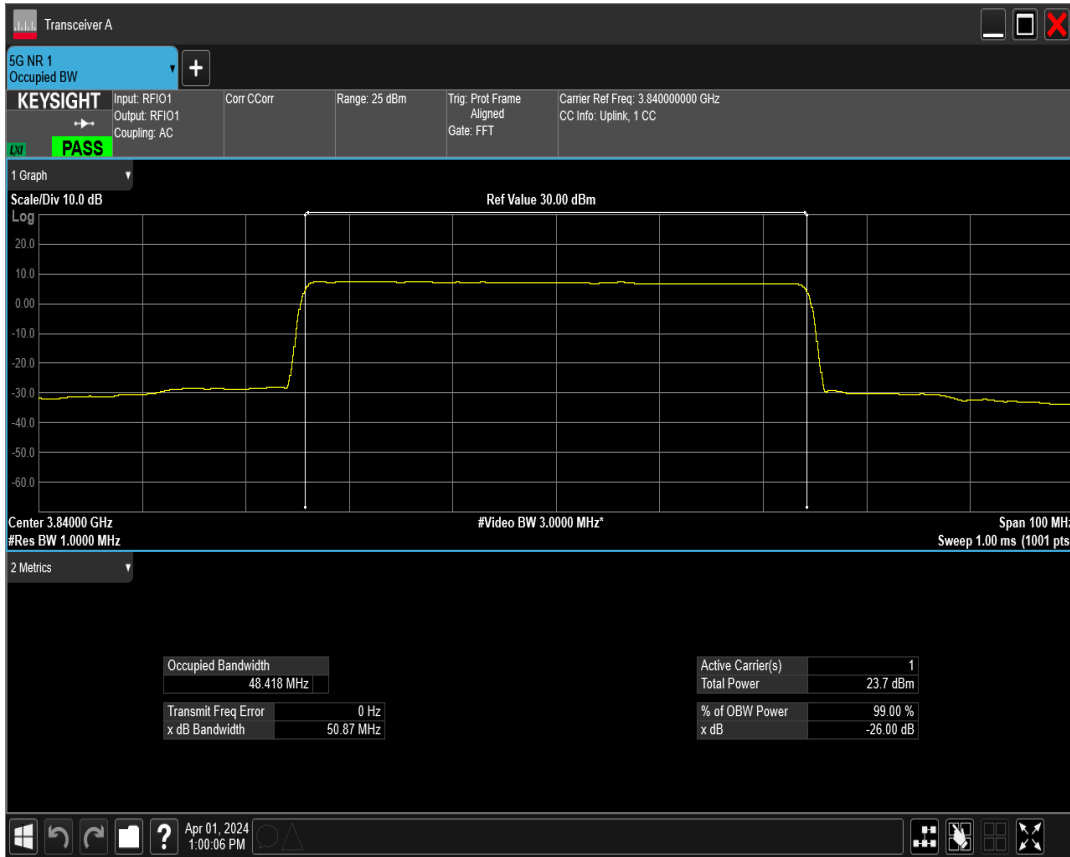 Transceiver A
5G NR 1
Occupied BW
+
KEYSIGHT
LXI
PASS
Input: RFIO1
Output: RFIO1
Coupling: AC
Corr CCorr
Range: 25 dBm
Trig: Prot Frame
Aligned
Gate: FFT
Carrier Ref Freq: 3.840000000 GHz
CC Info: Uplink, 1 CC
1 Graph
Scale/Div 10.0 dB
Ref Value 30.00 dBm
Log
20.0
10.0
0.00
-10.0
-20.0
-30.0
-40.0
-50.0
-60.0
Center 3.84000 GHz
#Video BW 3.0000 MHz*
Span 100 MHz
#Res BW 1.0000 MHz
Sweep 1.00 ms (1001 pts
2 Metrics
Occupied Bandwidth
48.418 MHz
Transmit Freq Error 0 Hz
x dB Bandwidth 50.87 MHz
Active Carrier(s) 1
Total Power 23.7 dBm
% of OBW Power 99.00 %
x dB -26.00 dB
?
Apr 01, 2024
1:00:06 PM